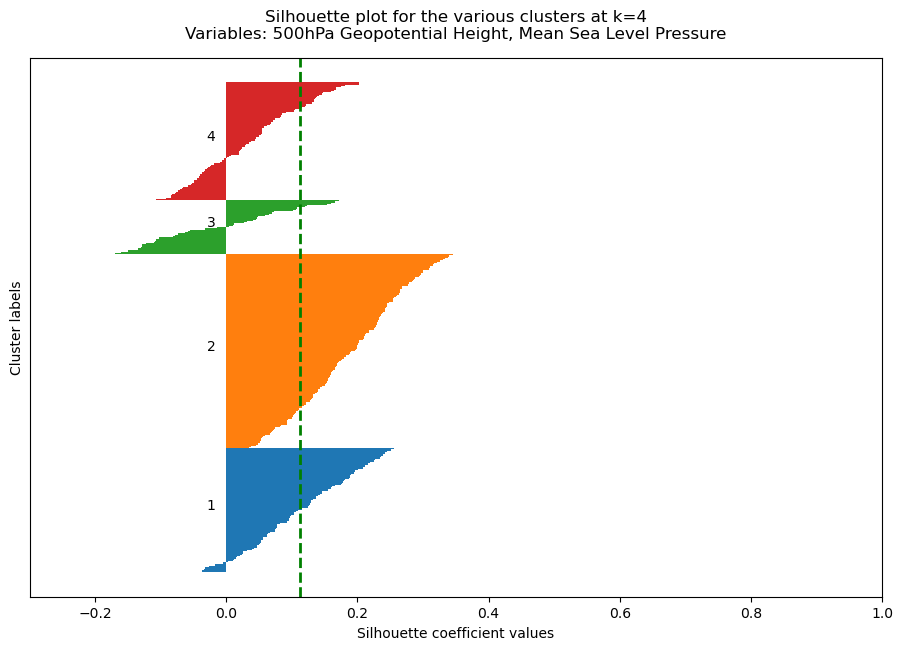 Silhouette plot for the various clusters at k=4
Variables: 500hPa Geopotential Height, Mean Sea Level Pressure
4
3
2
1
Cluster labels
−0.2 0.0 0.2 0.4 0.6 0.8 1.0
Silhouette coefficient values